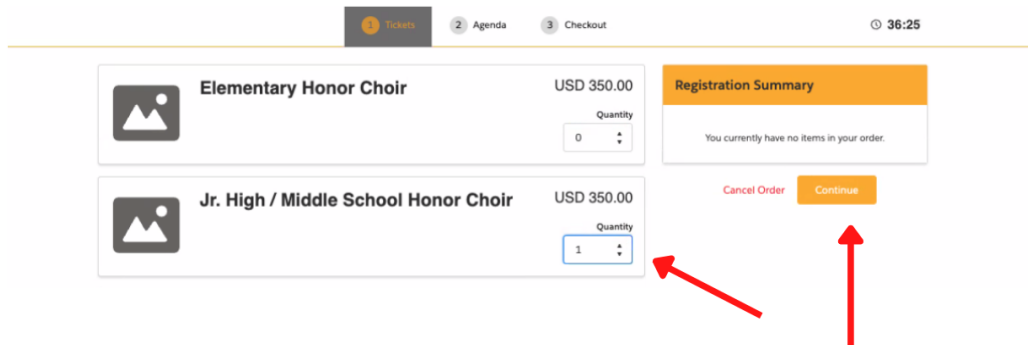 1 Tickets 2 Agenda 3 Checkout 36:25
Elementary Honor Choir
USD 350.00
Quantity
0
Jr. High / Middle School Honor Choir
USD 350.00
Quantity
1
Registration Summary
You currently have no items in your order.
Cancel Order Continue